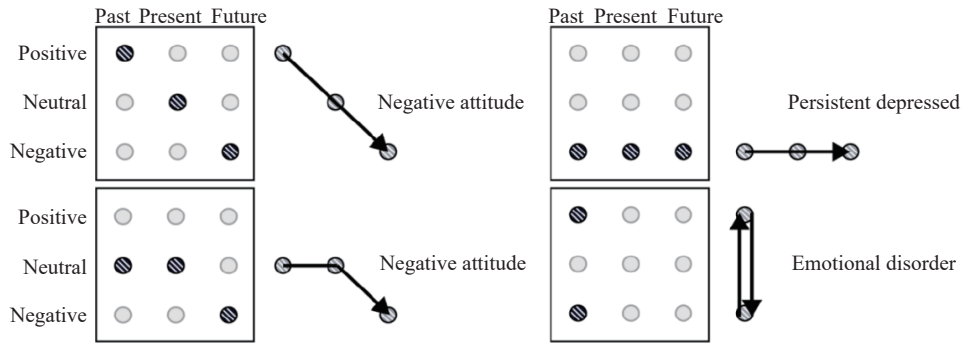 Past Present Future
Positive
Neutral
Negative
Negative attitude
Past Present Future
Persistent depressed
Positive
Neutral
Negative
Negative attitude
Emotional disorder